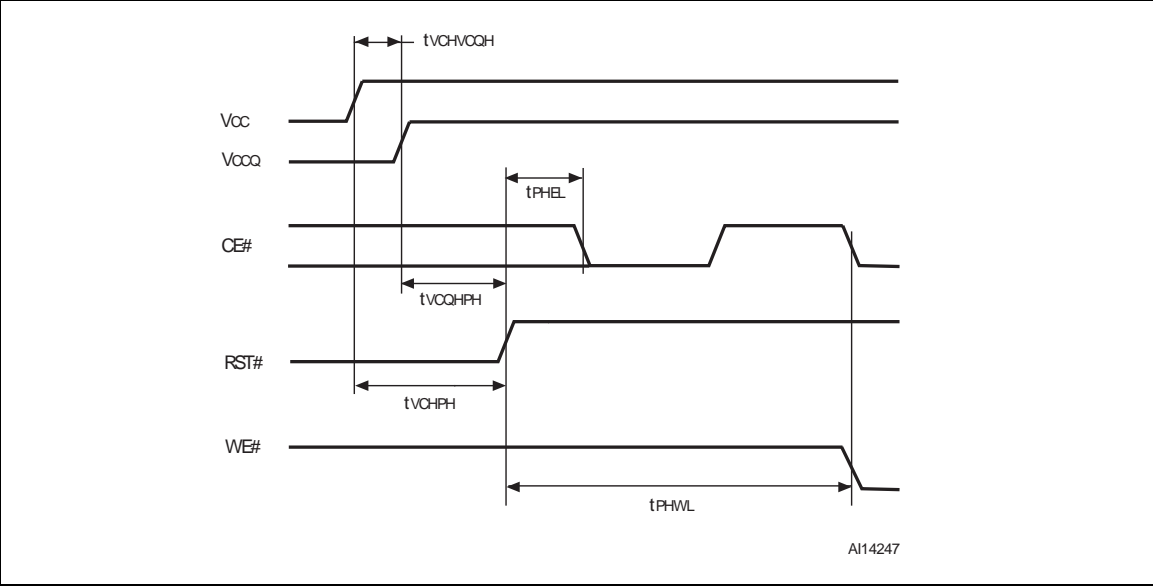 tVCHVCQH
VCC
VCCQ
tPHEL
CE#
tVCQHPH
RST#
tVCHPH
WE#
tPHWL
AI14247